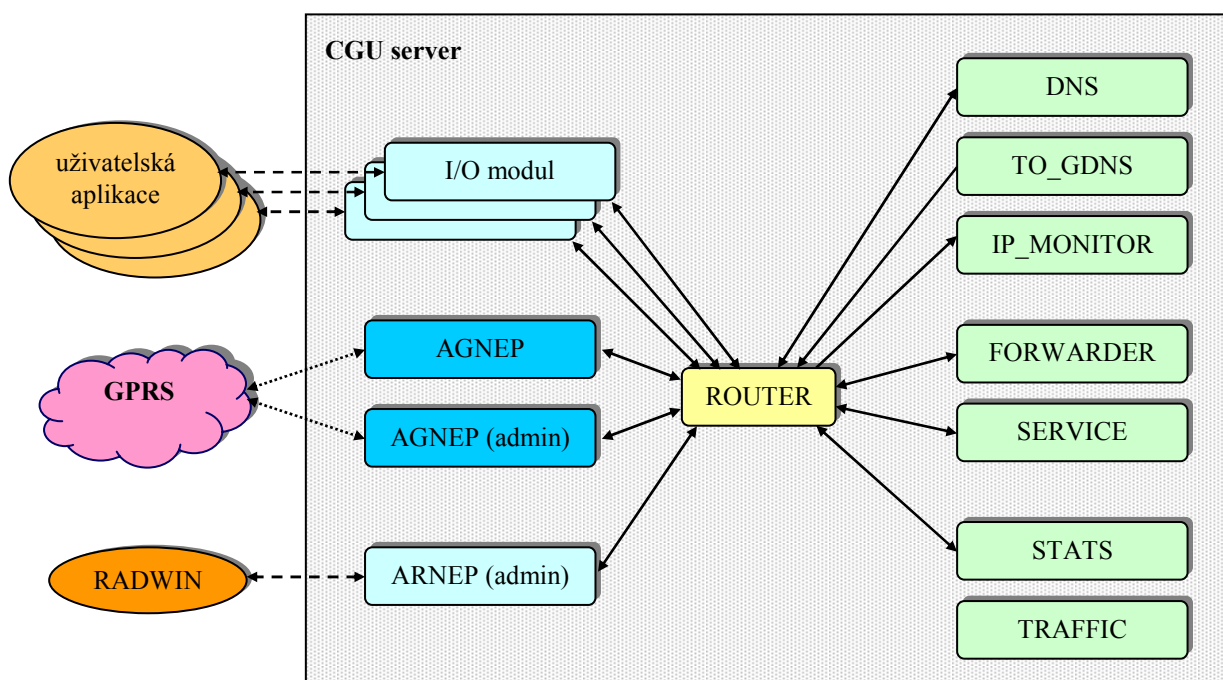 CGU server
uživatelská
aplikace
I/O modul
DNS
TO_GDNS
IP_MONITOR
GPRS
AGNEP
AGNEP (admin)
ROUTER
FORWARDER
SERVICE
RADWIN
ARNEP (admin)
STATS
TRAFFIC